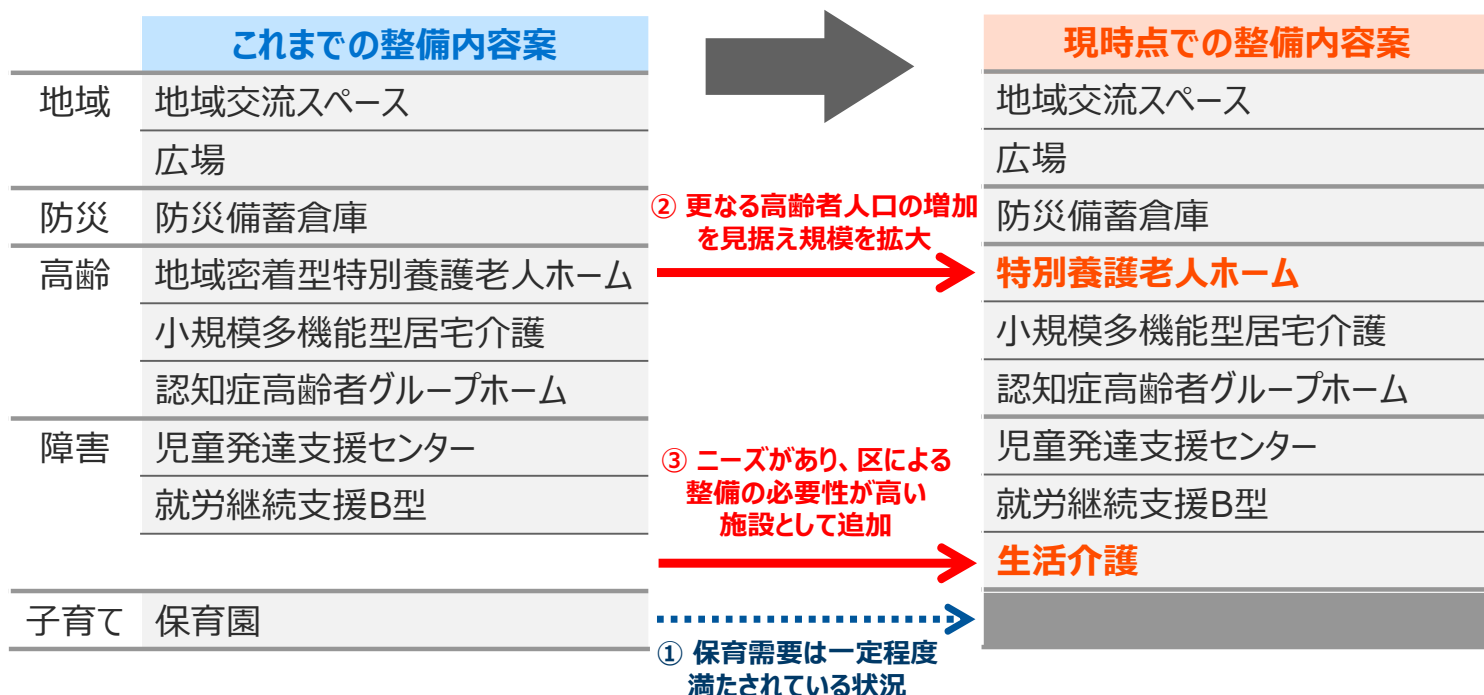 これまでの整備内容案
現時点での整備内容案
地域
地域交流スペース
地域交流スペース
広場
広場
防災
防災備蓄倉庫
② 更なる高齢者人口の増加
を見据え規模を拡大
防災備蓄倉庫
高齢
地域密着型特別養護老人ホーム
特別養護老人ホーム
小規模多機能型居宅介護
小規模多機能型居宅介護
認知症高齢者グループホーム
認知症高齢者グループホーム
障害
児童発達支援センター
③ ニーズがあり、区による
整備の必要性が高い
施設として追加
児童発達支援センター
就労継続支援B型
就労継続支援B型
生活介護
子育て
保育園
① 保育需要は一定程度
満たされている状況